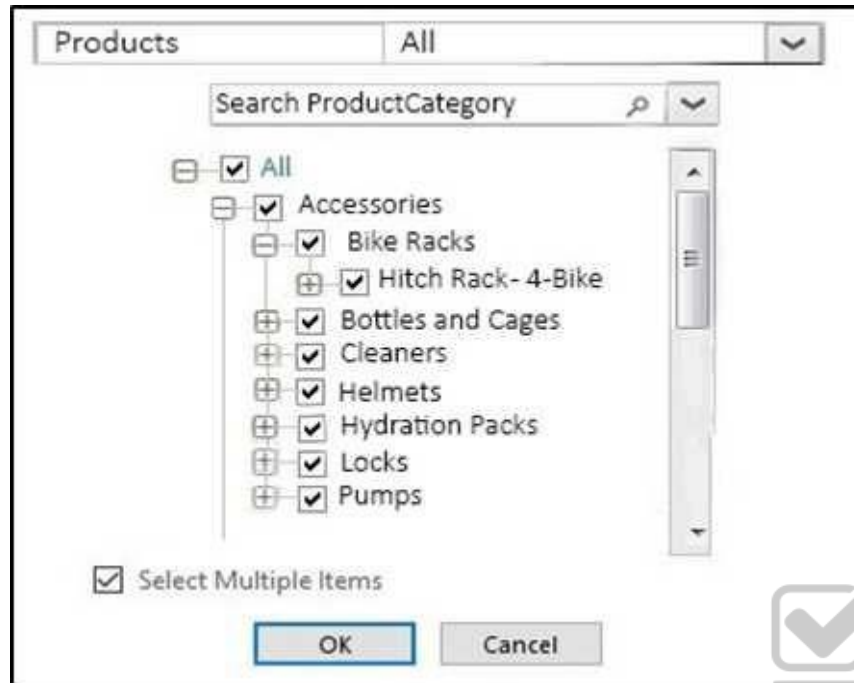 Products All
Search ProductCategory
All
Accessories
Bike Racks
Hitch Rack- 4-Bike
Bottles and Cages
Cleaners
Helmets
Hydration Packs
Locks
Pumps
Select Multiple Items
OK Cancel